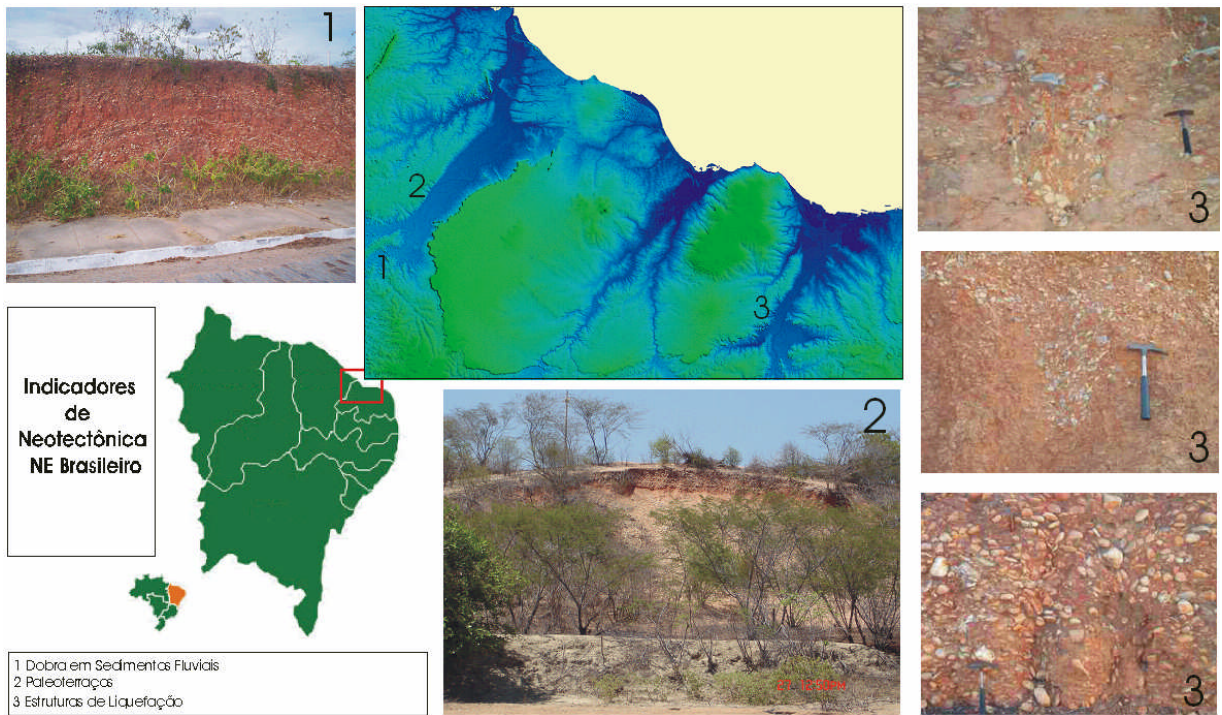 1
2
1
3
3
3
3
2
Indicadores
de
Neotectônica
NE Brasileiro
1 Dobra em Sedimentos Fluviais
2 Paleoterraços
3 Estruturas de Liquefação